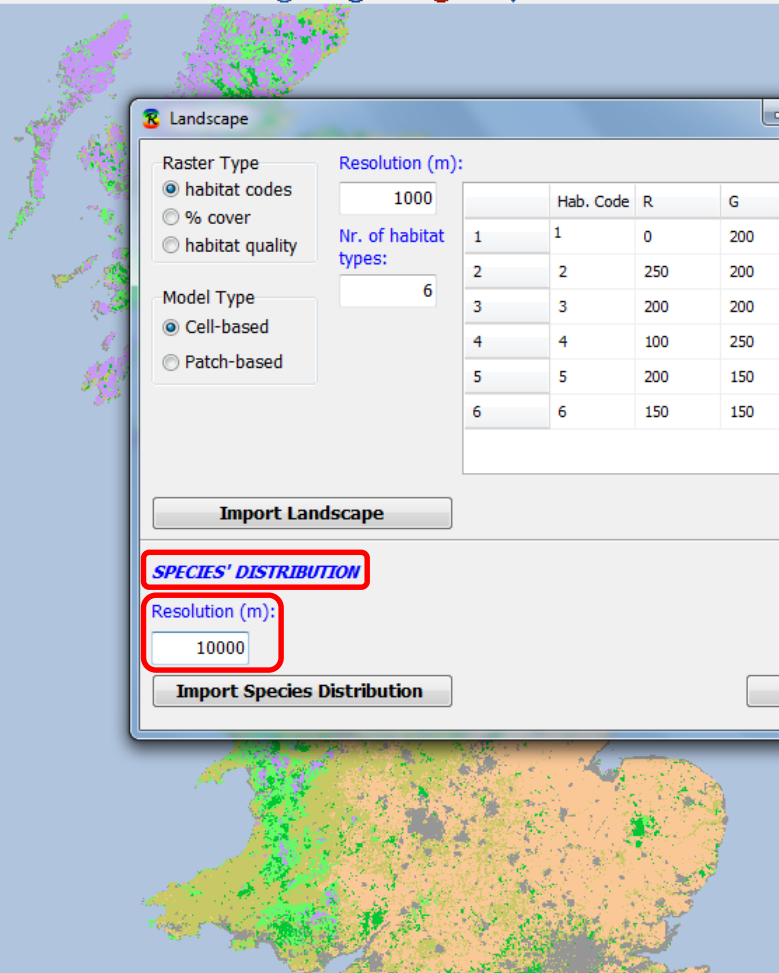 Landscape
Raster Type
habitat codes
% cover
habitat quality
Model Type
Cell-based
Patch-based
Resolution (m):
1000
Nr. of habitat
types:
6
Hab. Code R G
1 1 0 200
2 2 250 200
3 3 200 200
4 4 100 250
5 5 200 150
6 6 150 150
Import Landscape
SPECIES' DISTRIBUTION
Resolution (m):
10000
Import Species Distribution